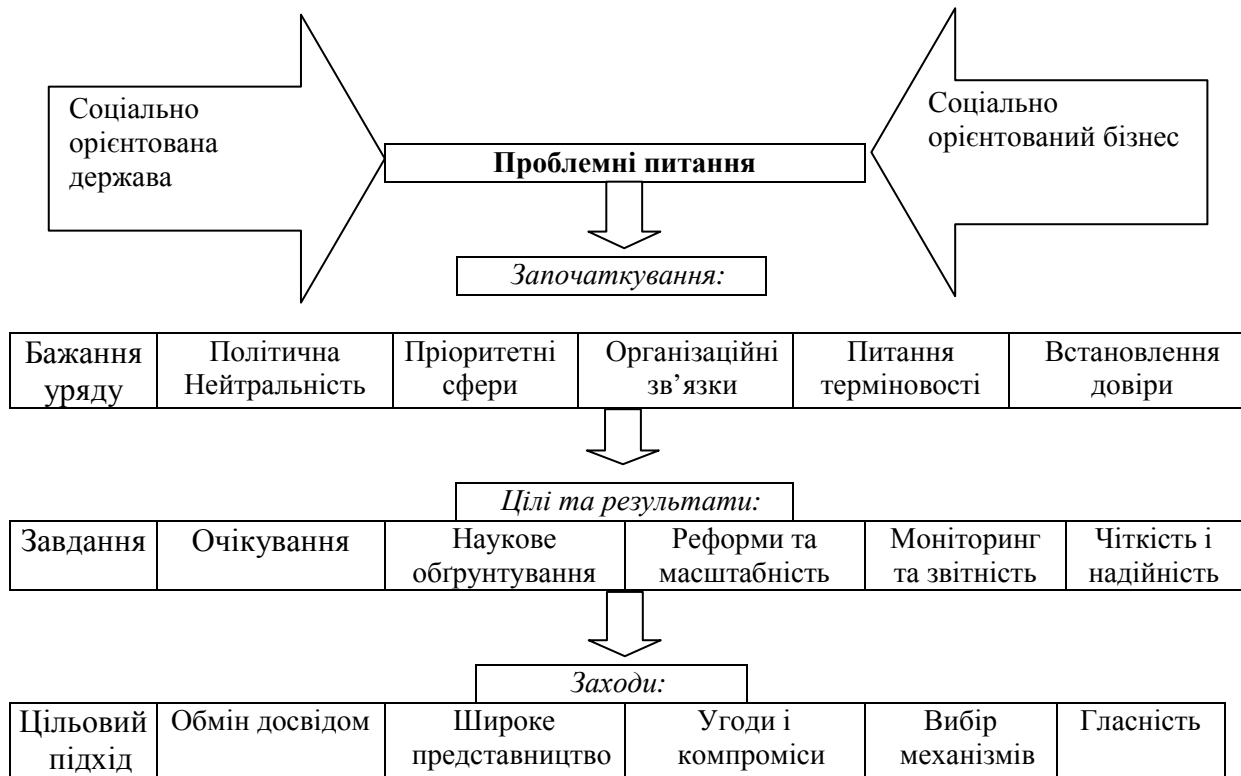 Соціально
орієнтована
держава
Соціально
орієнтований бізнес
Проблемні питання
Започаткування:
Бажання
уряду
Політична
Нейтральність
Пріоритетні
сфери
Організаційні
зв’язки
Питання
терміновості
Встановлення
довіри
Цілі та результати:
Завдання
Очікування
Наукове
обґрунтування
Реформи та
масштабність
Моніторинг
та звітність
Чіткість і
надійність
Заходи:
Цільовий
підхід
Обмін досвідом
Широке
представництво
Угоди і
компроміси
Вибір
механізмів
Гласність